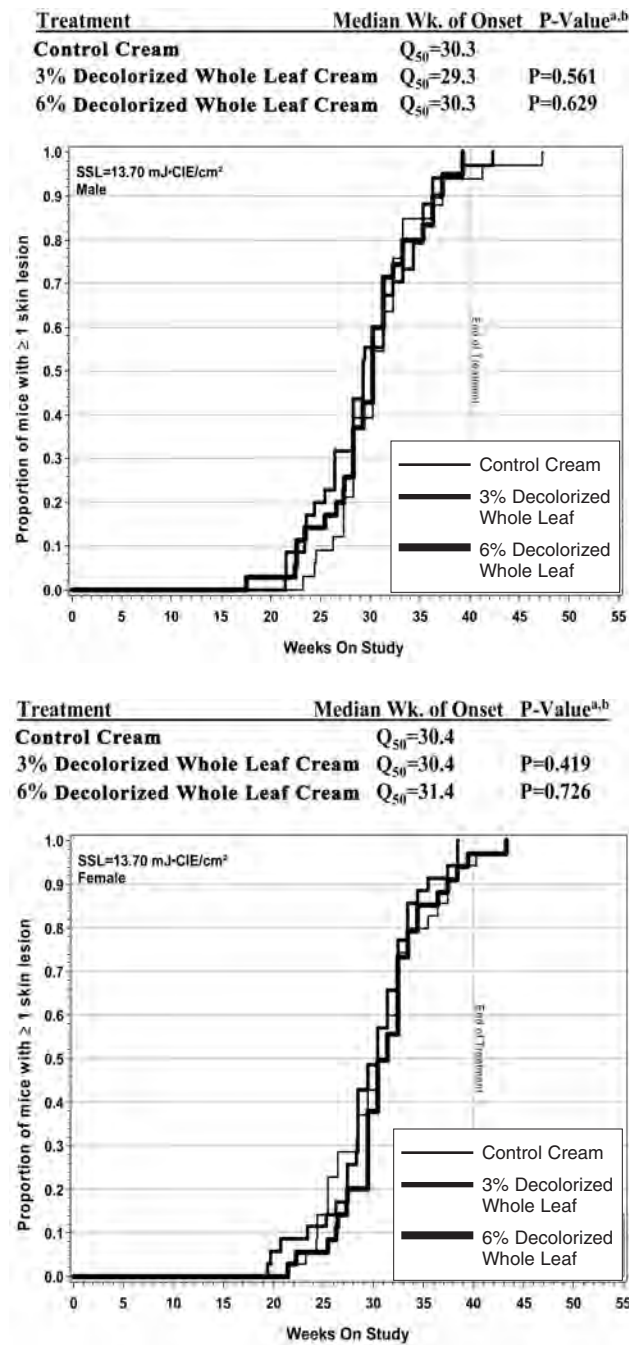 Treatment Median Wk. of Onset P-Valueᵃ,ᵇ
Control Cream Q₅₀=30.3
3% Decolorized Whole Leaf Cream Q₅₀=29.3 P=0.561
6% Decolorized Whole Leaf Cream Q₅₀=30.3 P=0.629
SSL=13.70 mJ•CIE/cm²
Male
Proportion of mice with ≥ 1 skin lesion
1.0
0.9
0.8
0.7
0.6
0.5
0.4
0.3
0.2
0.1
0.0
End of Treatment
Control Cream
3% Decolorized
Whole Leaf
6% Decolorized
Whole Leaf
0 5 10 15 20 25 30 35 40 45 50 55
Weeks On Study
Treatment Median Wk. of Onset P-Valueᵃ,ᵇ
Control Cream Q₅₀=30.4
3% Decolorized Whole Leaf Cream Q₅₀=30.4 P=0.419
6% Decolorized Whole Leaf Cream Q₅₀=31.4 P=0.726
SSL=13.70 mJ•CIE/cm²
Female
Proportion of mice with ≥ 1 skin lesion
1.0
0.9
0.8
0.7
0.6
0.5
0.4
0.3
0.2
0.1
0.0
End of Treatment
Control Cream
3% Decolorized
Whole Leaf
6% Decolorized
Whole Leaf
0 5 10 15 20 25 30 35 40 45 50 55
Weeks On Study